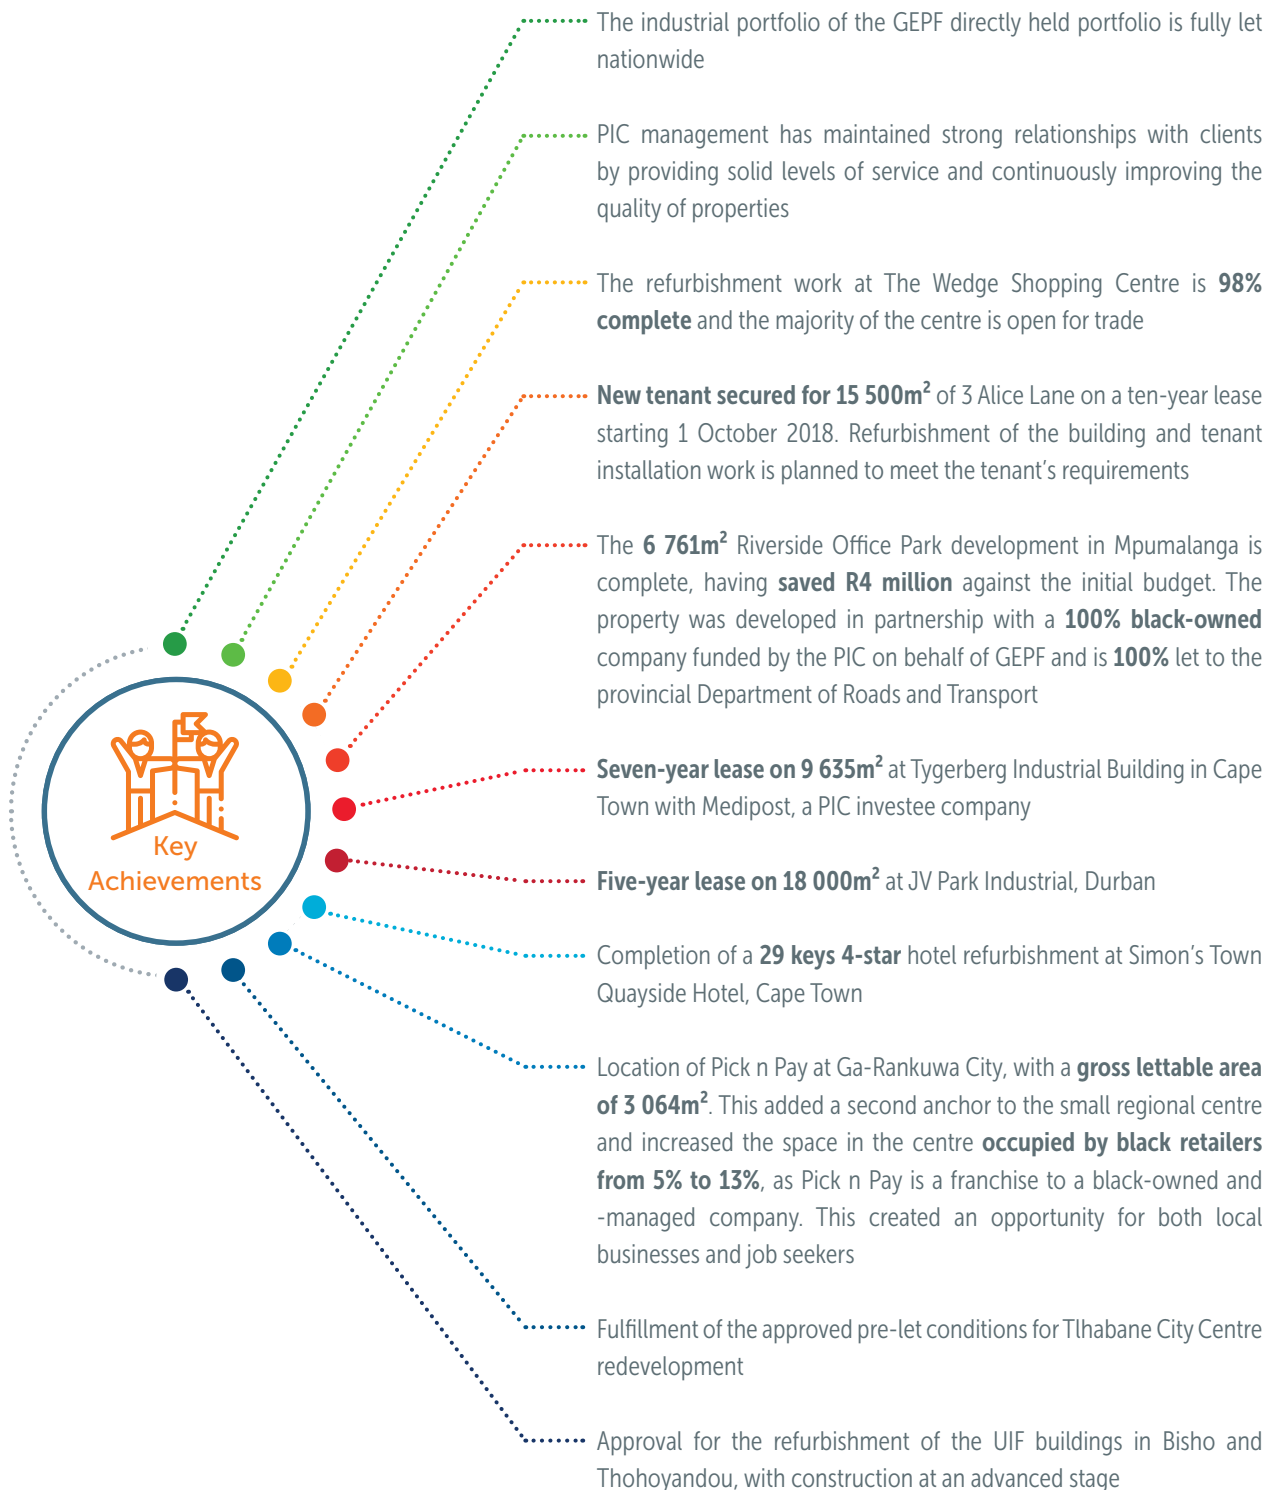 The industrial portfolio of the GEPF directly held portfolio is fully let
nationwide
PIC management has maintained strong relationships with clients
by providing solid levels of service and continuously improving the
quality of properties
The refurbishment work at The Wedge Shopping Centre is 98%
complete and the majority of the centre is open for trade
New tenant secured for 15 500m² of 3 Alice Lane on a ten-year lease
starting 1 October 2018. Refurbishment of the building and tenant
installation work is planned to meet the tenant's requirements
The 6 761m² Riverside Office Park development in Mpumalanga is
complete, having saved R4 million against the initial budget. The
property was developed in partnership with a 100% black-owned
company funded by the PIC on behalf of GEPF and is 100% let to the
provincial Department of Roads and Transport
Seven-year lease on 9 635m² at Tygerberg Industrial Building in Cape
Town with Medipost, a PIC investee company
Key
Achievements
Five-year lease on 18 000m² at JV Park Industrial, Durban
Completion of a 29 keys 4-star hotel refurbishment at Simon's Town
Quayside Hotel, Cape Town
Location of Pick n Pay at Ga-Rankuwa City, with a gross lettable area
of 3 064m². This added a second anchor to the small regional centre
and increased the space in the centre occupied by black retailers
from 5% to 13%, as Pick n Pay is a franchise to a black-owned and
-managed company. This created an opportunity for both local
businesses and job seekers
Fulfillment of the approved pre-let conditions for Tlhabane City Centre
redevelopment
Approval for the refurbishment of the UIF buildings in Bisho and
Thohoyandou, with construction at an advanced stage